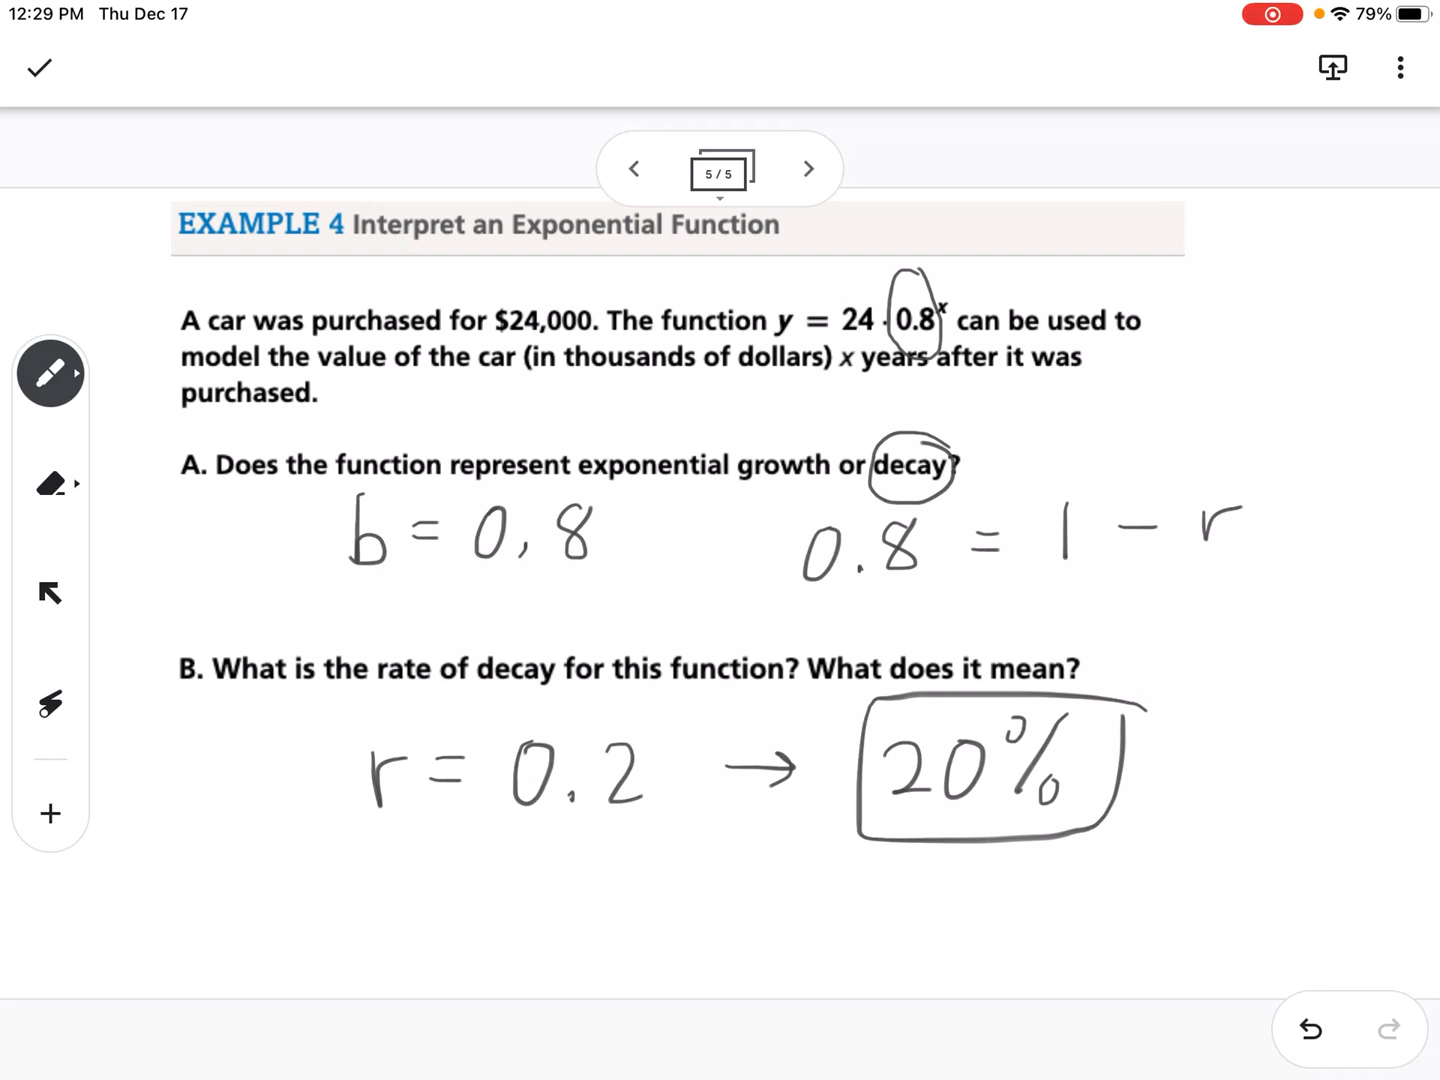 12:29 PM Thu Dec 17 79%
5 / 5
EXAMPLE 4 Interpret an Exponential Function
A car was purchased for $24,000. The function y = 24 · 0.8ˣ can be used to
model the value of the car (in thousands of dollars) x years after it was
purchased.
A. Does the function represent exponential growth or decay?
b = 0.8 0.8 = 1 - r
B. What is the rate of decay for this function? What does it mean?
r = 0.2 → 20%